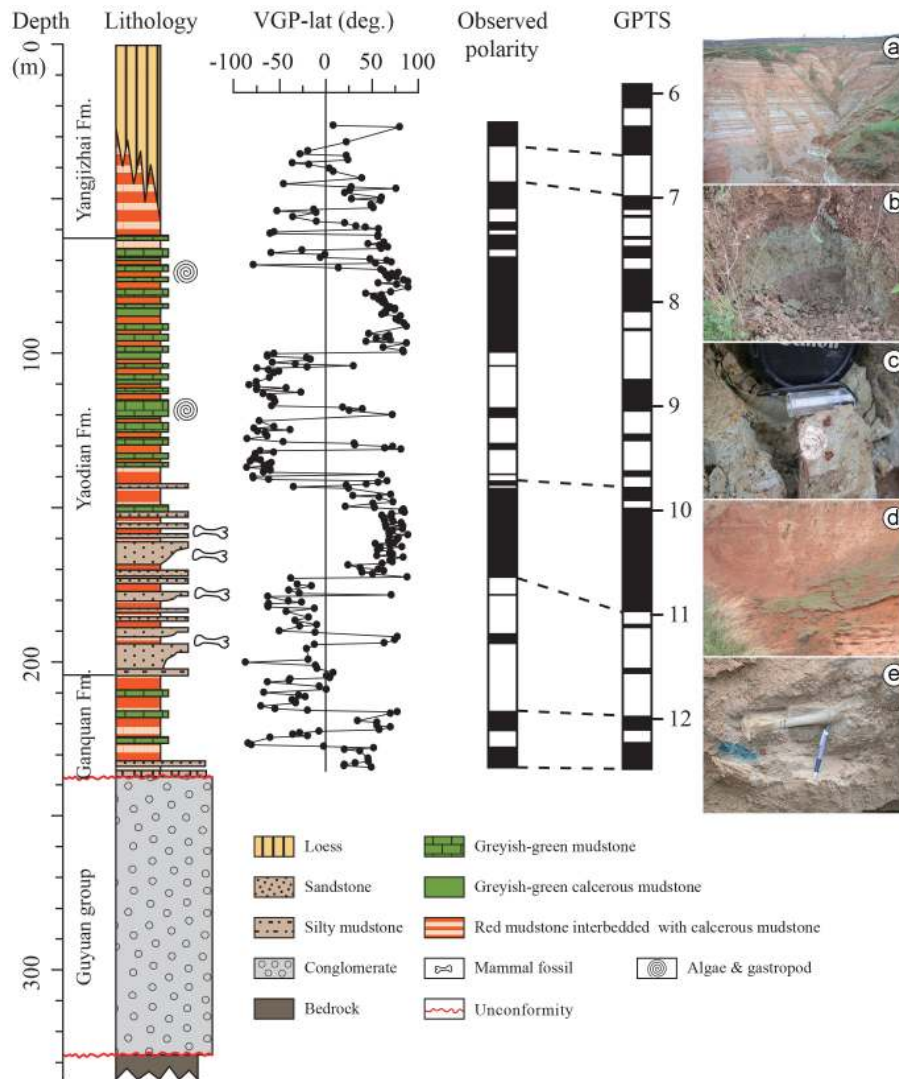 Depth Lithology VGP-lat (deg.) Observed polarity GPTS
(m)
-100 -50 0 50 100
0
100
200
300
Yangjizhai Fm.
Yaodian Fm.
Ganquan Fm.
Guyuan group
6
7
8
9
10
11
12
a
b
Canon
c
d
e
Loess
Greyish-green mudstone
Sandstone
Greyish-green calcerous mudstone
Silty mudstone
Red mudstone interbedded with calcerous mudstone
Conglomerate
Mammal fossil
Algae & gastropod
Bedrock
Unconformity